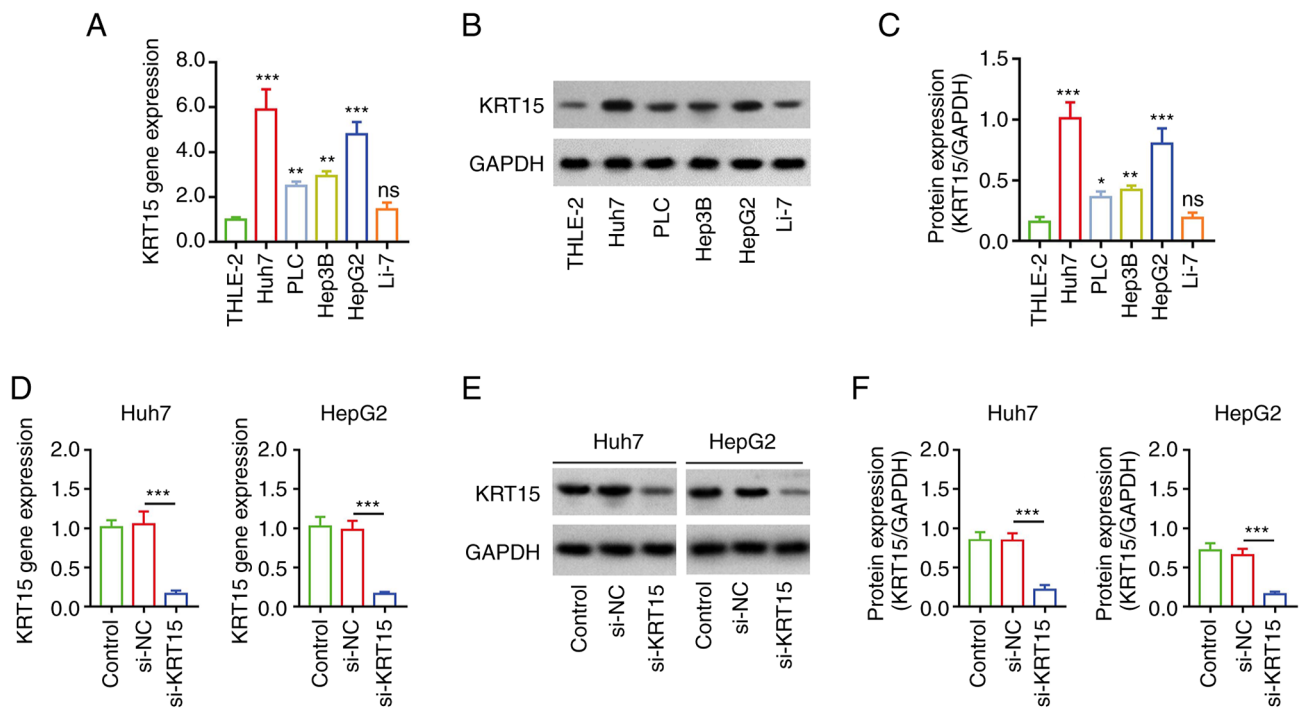 A
KRT15 gene expression
8.0
6.0
4.0
2.0
0.0
***
**
**
***
ns
THLE-2
Huh7
PLC
Hep3B
HepG2
Li-7
B
KRT15
GAPDH
THLE-2
Huh7
PLC
Hep3B
HepG2
Li-7
C
Protein expression
(KRT15/GAPDH)
1.5
1.0
0.5
0.0
***
*
**
***
ns
THLE-2
Huh7
PLC
Hep3B
HepG2
Li-7
D
Huh7
KRT15 gene expression
2.0
1.5
1.0
0.5
0.0
***
Control
si-NC
si-KRT15
HepG2
KRT15 gene expression
2.0
1.5
1.0
0.5
0.0
***
Control
si-NC
si-KRT15
E
Huh7
HepG2
KRT15
GAPDH
Control
si-NC
si-KRT15
Control
si-NC
si-KRT15
F
Huh7
Protein expression
(KRT15/GAPDH)
2.0
1.5
1.0
0.5
0.0
***
Control
si-NC
si-KRT15
HepG2
Protein expression
(KRT15/GAPDH)
2.0
1.5
1.0
0.5
0.0
***
Control
si-NC
si-KRT15